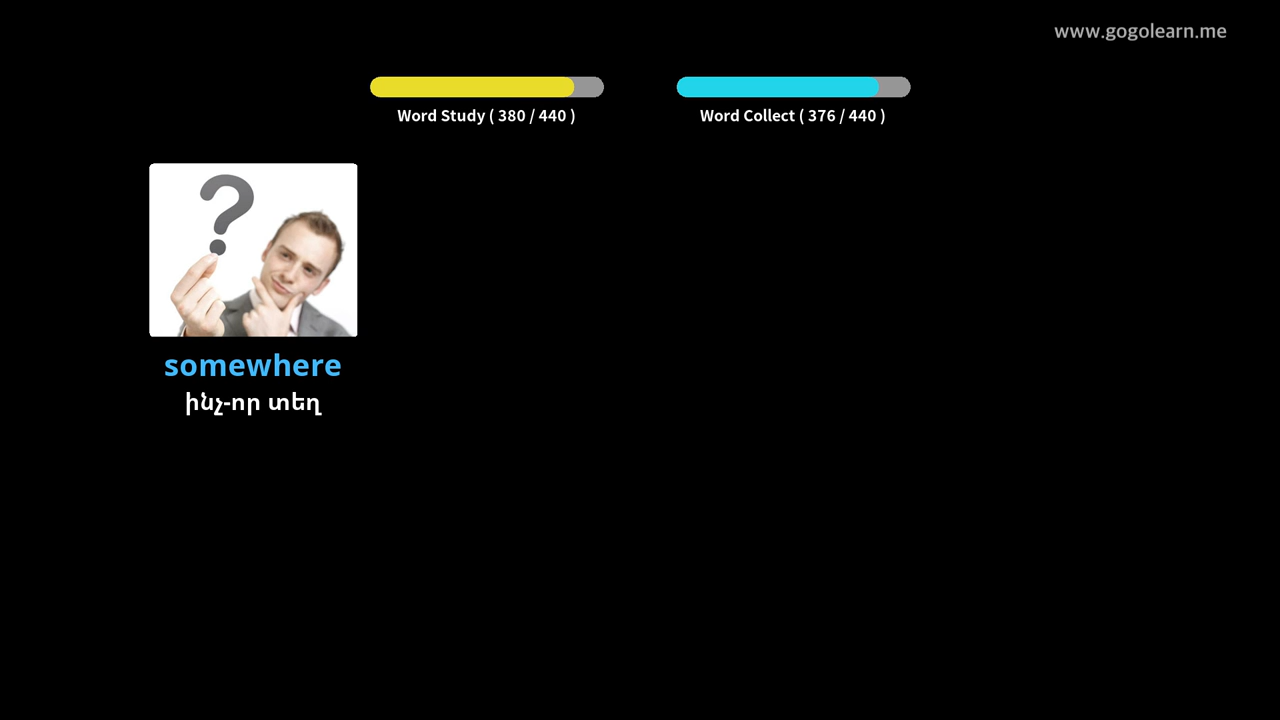 www.gogolearn.me
Word Study ( 380 / 440 )
Word Collect ( 376 / 440 )
?
somewhere
ինչ-որ տեղ